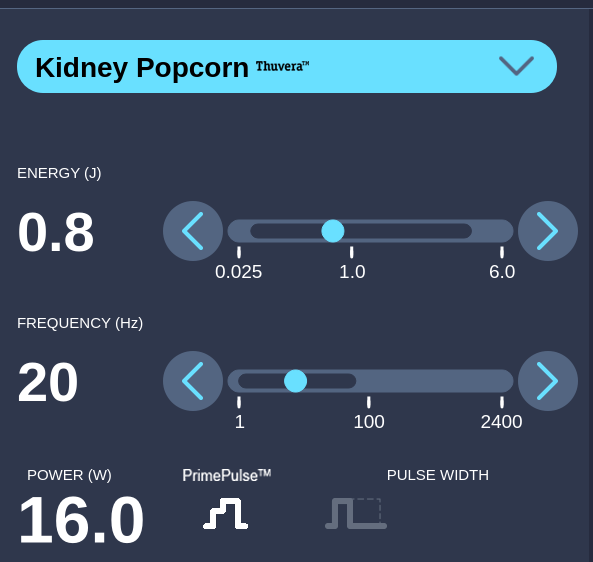 Kidney Popcorn Thuvera™
ENERGY (J)
0.8
0.025 1.0 6.0
FREQUENCY (Hz)
20
1 100 2400
POWER (W) PrimePulse™ PULSE WIDTH
16.0